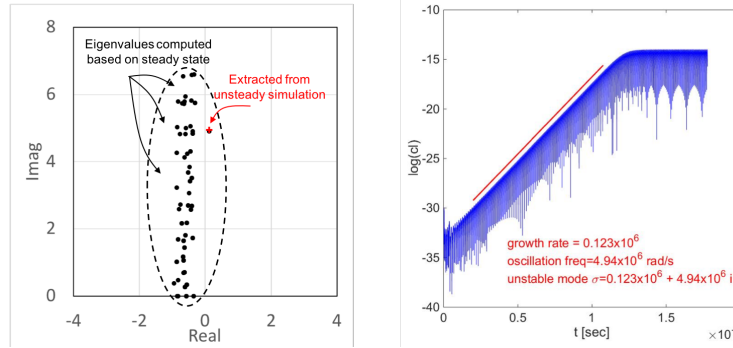 8
6
4
2
0
-4
-2
0
2
4
Imag
Real
Eigenvalues computed
based on steady state
Extracted from
unsteady simulation
-10
-15
-20
-25
-30
-35
-40
0
0.5
1
1.5
log(cl)
t [sec]
growth rate = 0.123x10⁶
oscillation freq=4.94x10⁶ rad/s
unstable mode σ=0.123x10⁶ + 4.94x10⁶ i